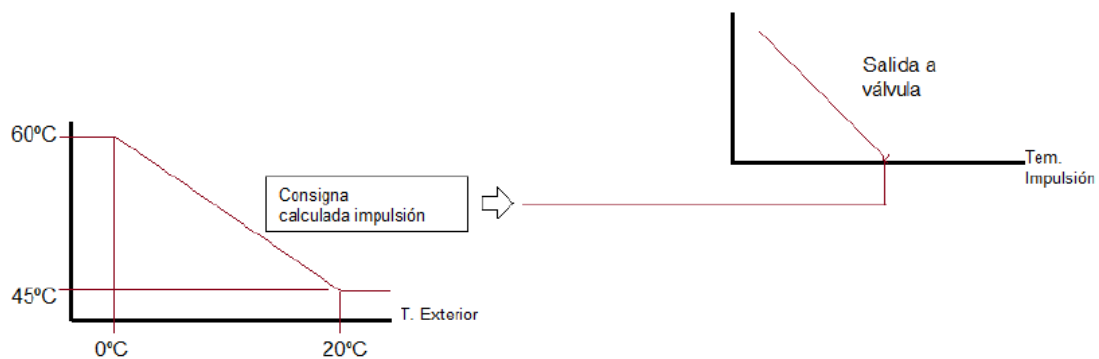 Salida a
válvula
Tem.
Impulsión
60ºC
Consigna
calculada impulsión
45ºC
T. Exterior
0ºC
20ºC